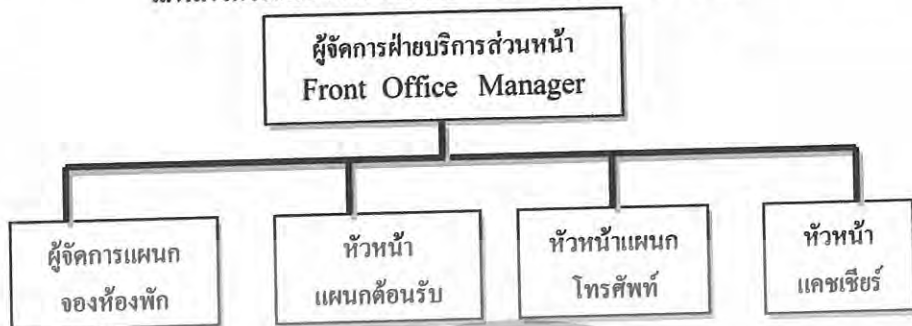 ผู้จัดการฝ่ายบริการส่วนหน้า
Front Office Manager
ผู้จัดการแผนก
จองห้องพัก
หัวหน้า
แผนกต้อนรับ
หัวหน้าแผนก
โทรศัพท์
หัวหน้า
แคชเชียร์